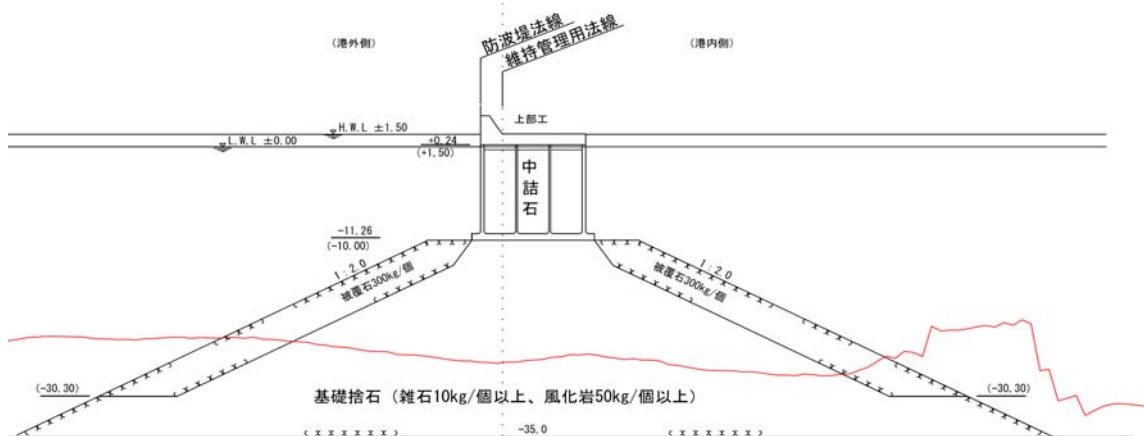 (港外側)
防波堤法線
維持管理用法線
(港内側)
上部工
H.W.L ±1.50
L.W.L ±0.00
+0.24
(+1.50)
中詰石
-11.26
(-10.00)
1:2.0
被覆石300kg/個
1:2.0
被覆石300kg/個
(-30.30)
基礎捨石 (雑石10kg/個以上、風化岩50kg/個以上)
(-30.30)
-35.0